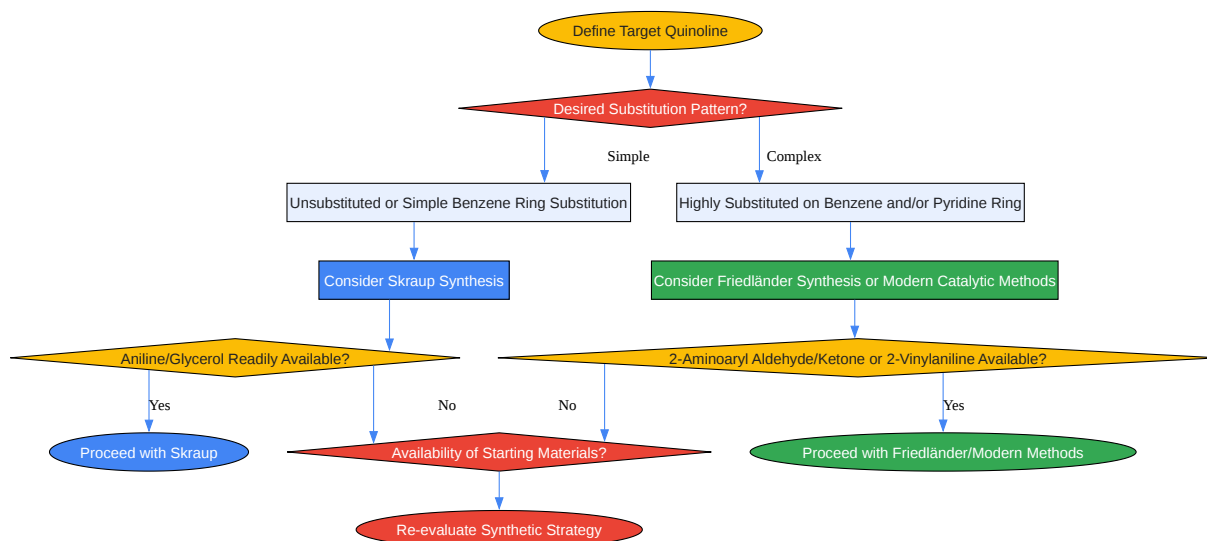 Define Target Quinoline
Desired Substitution Pattern?
Simple
Complex
Unsubstituted or Simple Benzene Ring Substitution
Highly Substituted on Benzene and/or Pyridine Ring
Consider Skraup Synthesis
Consider Friedländer Synthesis or Modern Catalytic Methods
Aniline/Glycerol Readily Available?
2-Aminoaryl Aldehyde/Ketone or 2-Vinylaniline Available?
Yes
No
No
Yes
Proceed with Skraup
Availability of Starting Materials?
Proceed with Friedländer/Modern Methods
Re-evaluate Synthetic Strategy